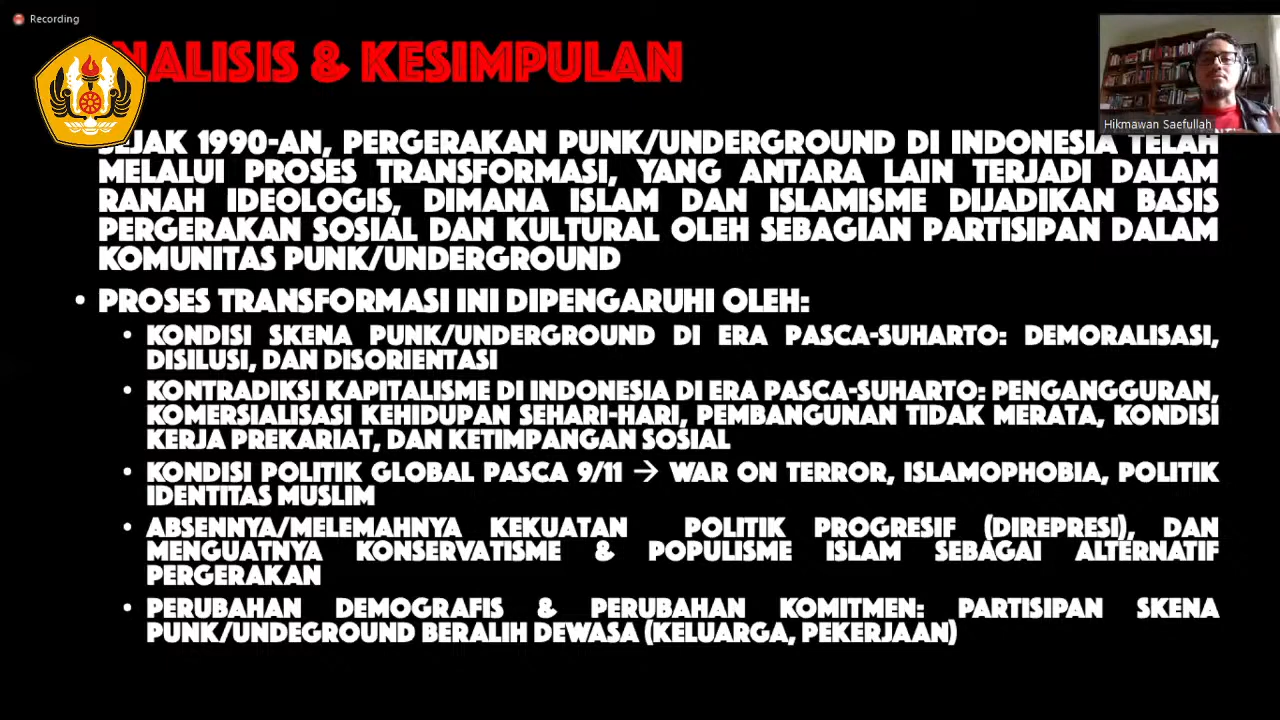 Recording
ANALISIS & KESIMPULAN
Hikmawan Saefullah
SEJAK 1990-AN, PERGERAKAN PUNK/UNDERGROUND DI INDONESIA TELAH
MELALUI PROSES TRANSFORMASI, YANG ANTARA LAIN TERJADI DALAM
RANAH IDEOLOGIS, DIMANA ISLAM DAN ISLAMISME DIJADIKAN BASIS
PERGERAKAN SOSIAL DAN KULTURAL OLEH SEBAGIAN PARTISIPAN DALAM
KOMUNITAS PUNK/UNDERGROUND
• PROSES TRANSFORMASI INI DIPENGARUHI OLEH:
• KONDISI SKENA PUNK/UNDERGROUND DI ERA PASCA-SUHARTO: DEMORALISASI,
DISILUSI, DAN DISORIENTASI
• KONTRADIKSI KAPITALISME DI INDONESIA DI ERA PASCA-SUHARTO: PENGANGGURAN,
KOMERSIALISASI KEHIDUPAN SEHARI-HARI, PEMBANGUNAN TIDAK MERATA, KONDISI
KERJA PREKARIAT, DAN KETIMPANGAN SOSIAL
• KONDISI POLITIK GLOBAL PASCA 9/11 → WAR ON TERROR, ISLAMOPHOBIA, POLITIK
IDENTITAS MUSLIM
• ABSENNYA/MELEMAHNYA KEKUATAN POLITIK PROGRESIF (DIREPRESI), DAN
MENGUATNYA KONSERVATISME & POPULISME ISLAM SEBAGAI ALTERNATIF
PERGERAKAN
• PERUBAHAN DEMOGRAFIS & PERUBAHAN KOMITMEN: PARTISIPAN SKENA
PUNK/UNDEGROUND BERALIH DEWASA (KELUARGA, PEKERJAAN)